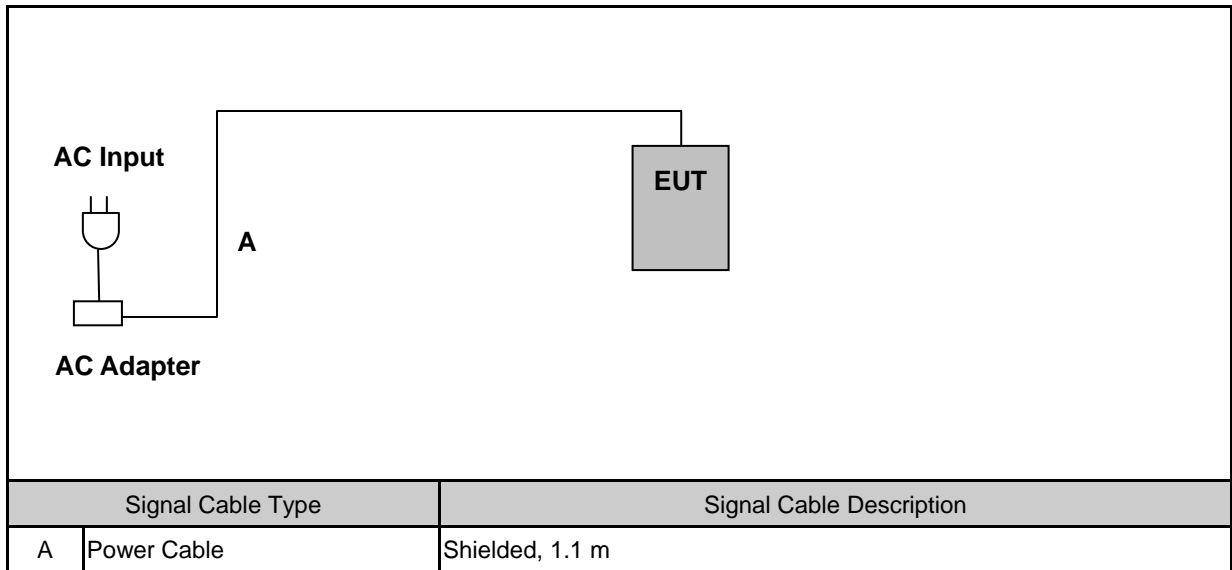 AC Input
EUT
A
AC Adapter
Signal Cable Type Signal Cable Description
A Power Cable Shielded, 1.1 m